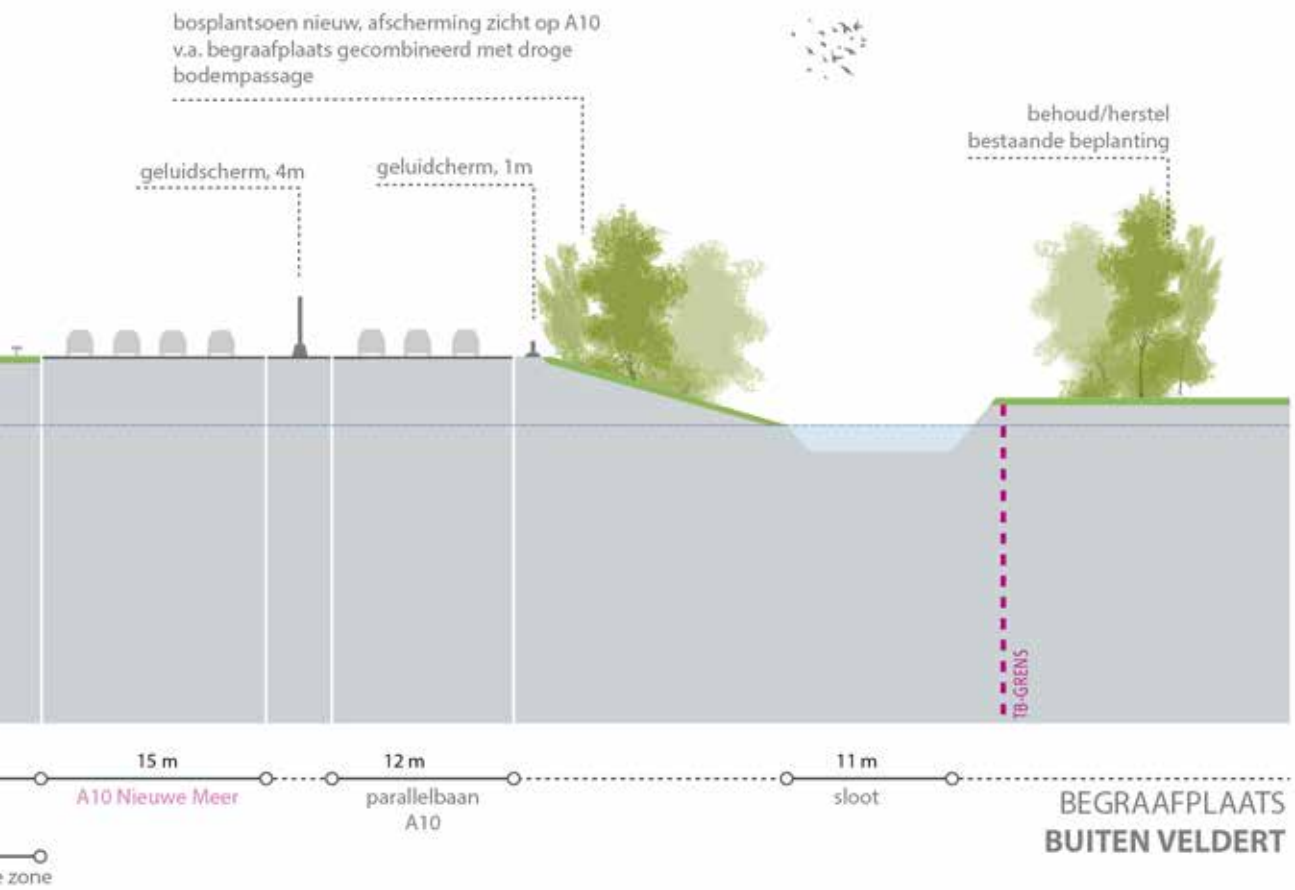 bosplantsoen nieuw, afscherming zicht op A10
v.a. begraafplaats gecombineerd met droge
bodempassage
behoud/herstel
bestaande beplanting
geluidscherm, 4m
geluidcherm, 1m
TB-GRENS
15 m
12 m
11 m
A10 Nieuwe Meer
parallelbaan
A10
sloot
BEGRAAFPLAATS
BUITEN VELDERT
zone